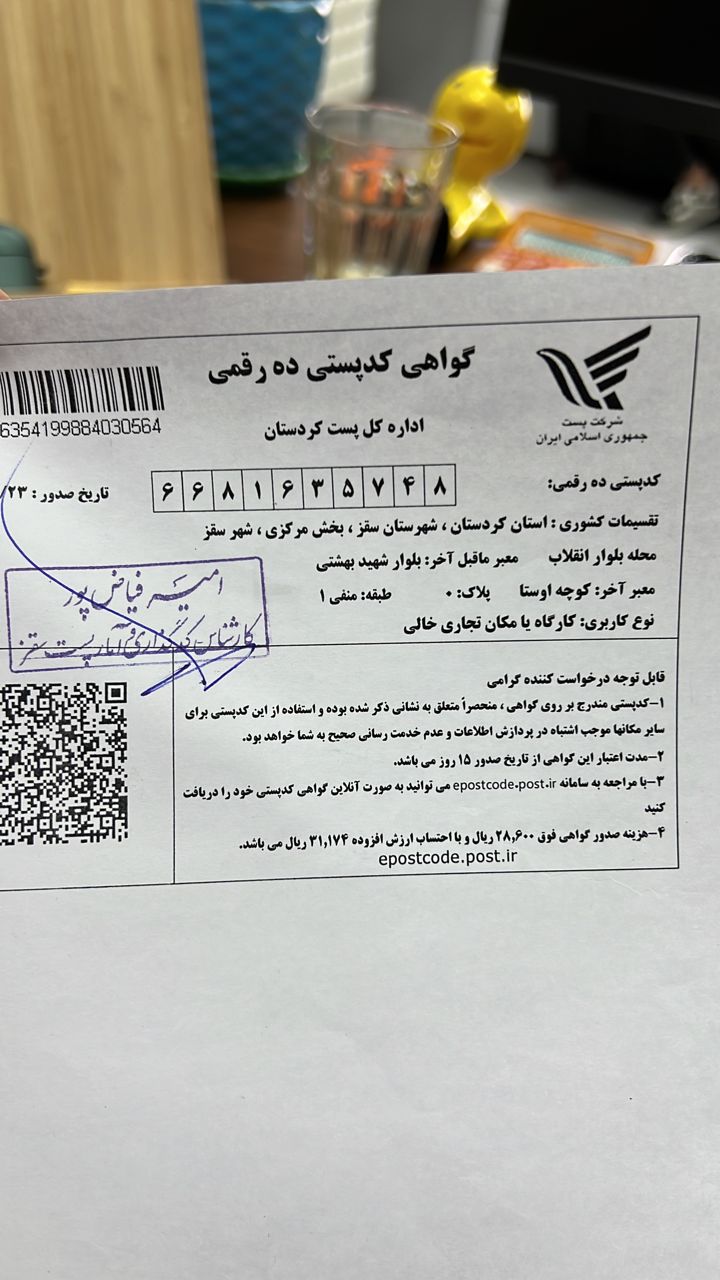 گواهی کدپستی ده رقمی
شرکت پست
جمهوری اسلامی ایران
اداره کل پست کردستان
6354199884030564
کدپستی ده رقمی:
۶ ۶ ۸ ۱ ۶ ۳ ۵ ۷ ۴ ۸
تاریخ صدور : /۲۳
تقسیمات کشوری : استان کردستان ، شهرستان سقز ، بخش مرکزی ، شهر سقز
محله بلوار انقلاب معبر ماقبل آخر: بلوار شهید بهشتی
معبر آخر: کوچه اوستا پلاک: ۰ طبقه: منفی ۱
نوع کاربری: کارگاه یا مکان تجاری خالی
فیاض پور
کارشناس کدگذاری و آمار پست سقز
قابل توجه درخواست کننده گرامی
۱-کدپستی مندرج بر روی گواهی ، منحصراً متعلق به نشانی ذکر شده بوده و استفاده از این کدپستی برای
سایر مکانها موجب اشتباه در پردازش اطلاعات و عدم خدمت رسانی صحیح به شما خواهد بود.
۲-مدت اعتبار این گواهی از تاریخ صدور ۱۵ روز می باشد.
۳-با مراجعه به سامانه epostcode.post.ir می توانید به صورت آنلاین گواهی کدپستی خود را دریافت
کنید
۴-هزینه صدور گواهی فوق ۲۸,۶۰۰ ریال و با احتساب ارزش افزوده ۳۱,۱۷۴ ریال می باشد.
epostcode.post.ir